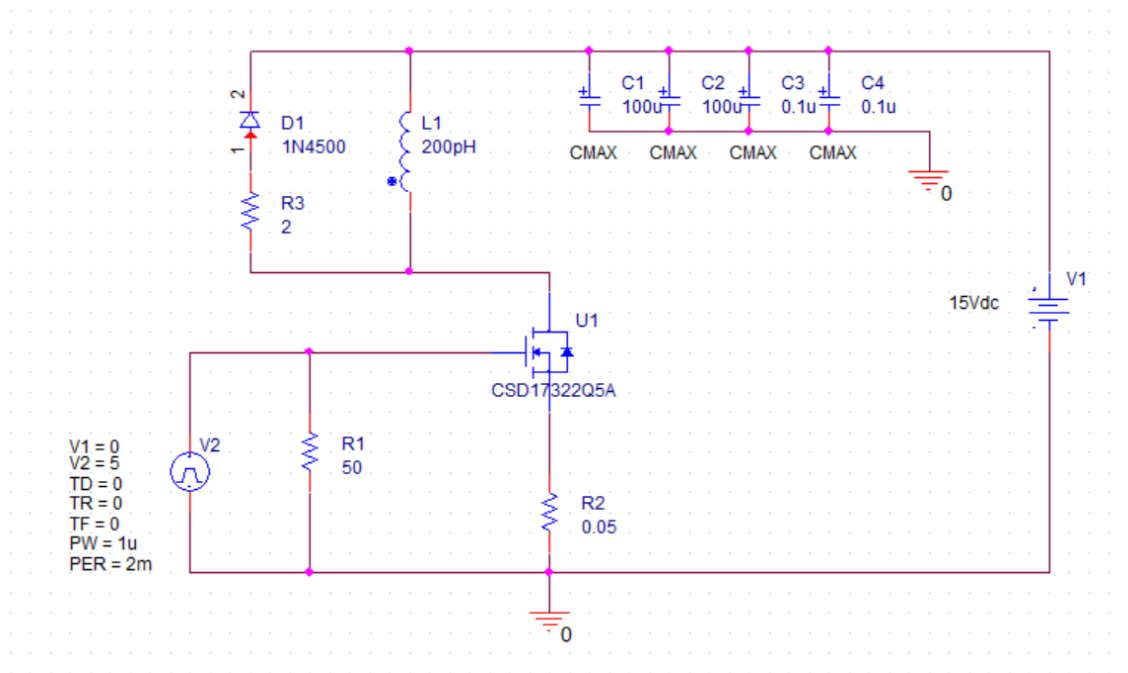 2
D1
1N4500
1
R3
2
L1
200pH
C1
100u
C2
100u
C3
0.1u
C4
0.1u
CMAX
CMAX
CMAX
CMAX
0
V1
15Vdc
U1
CSD17322Q5A
V2
V1 = 0
V2 = 5
TD = 0
TR = 0
TF = 0
PW = 1u
PER = 2m
R1
50
R2
0.05
0